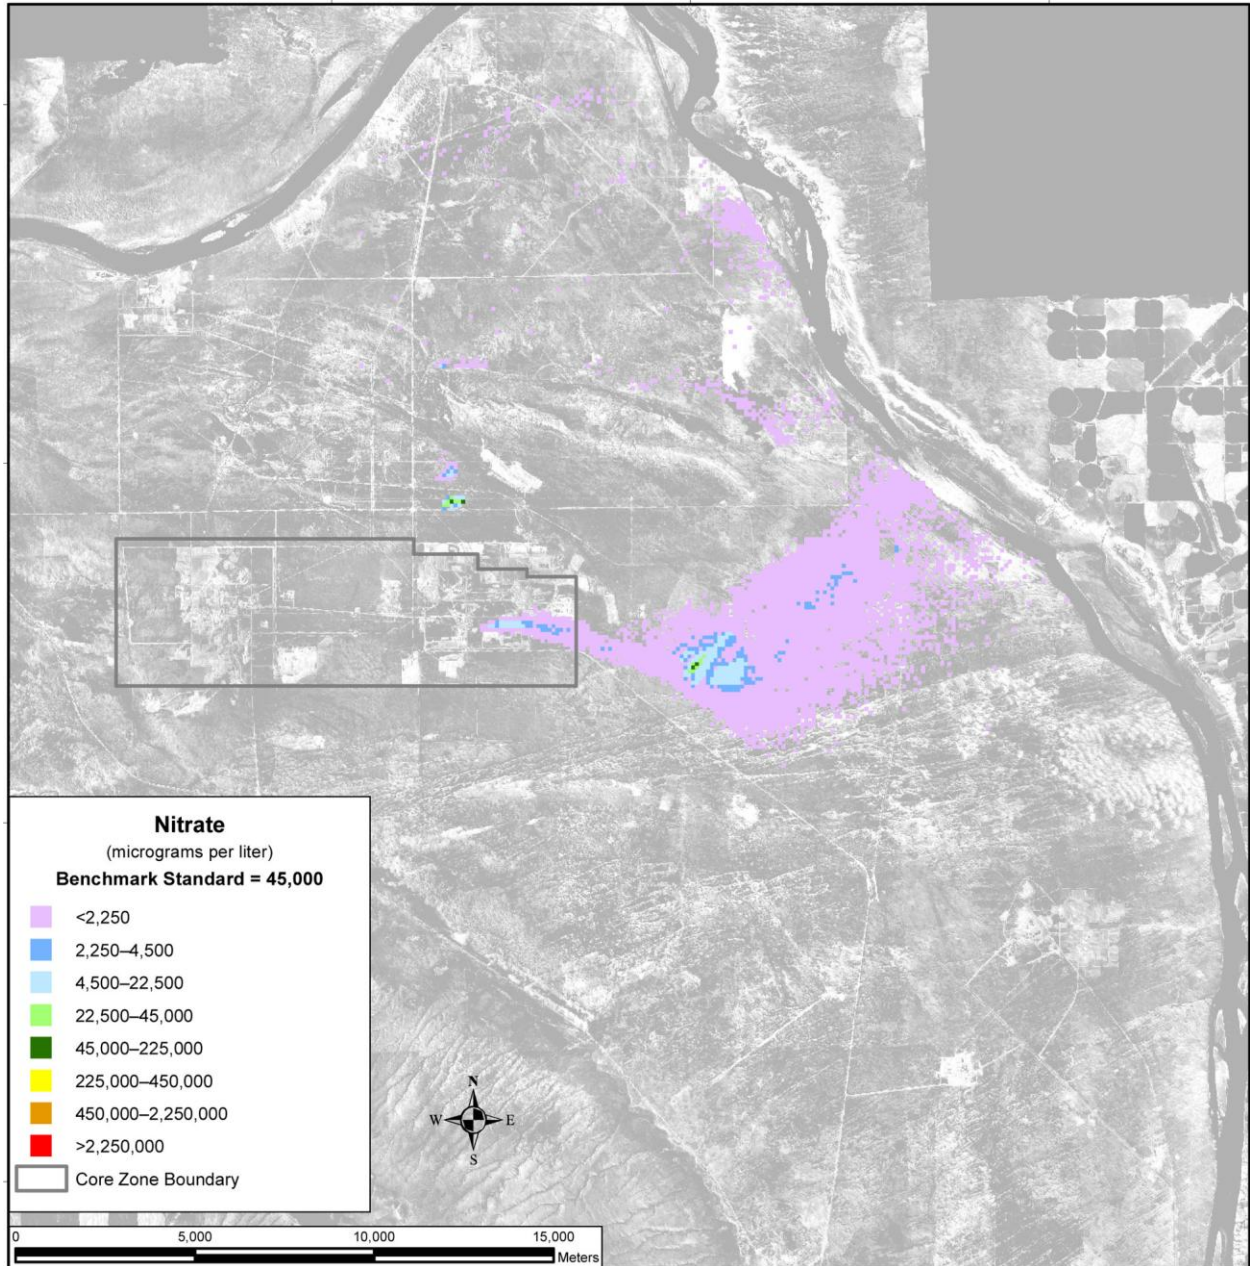 Nitrate
(micrograms per liter)
Benchmark Standard = 45,000
<2,250
2,250–4,500
4,500–22,500
22,500–45,000
45,000–225,000
225,000–450,000
450,000–2,250,000
>2,250,000
Core Zone Boundary
N
W E
S
0 5,000 10,000 15,000
Meters